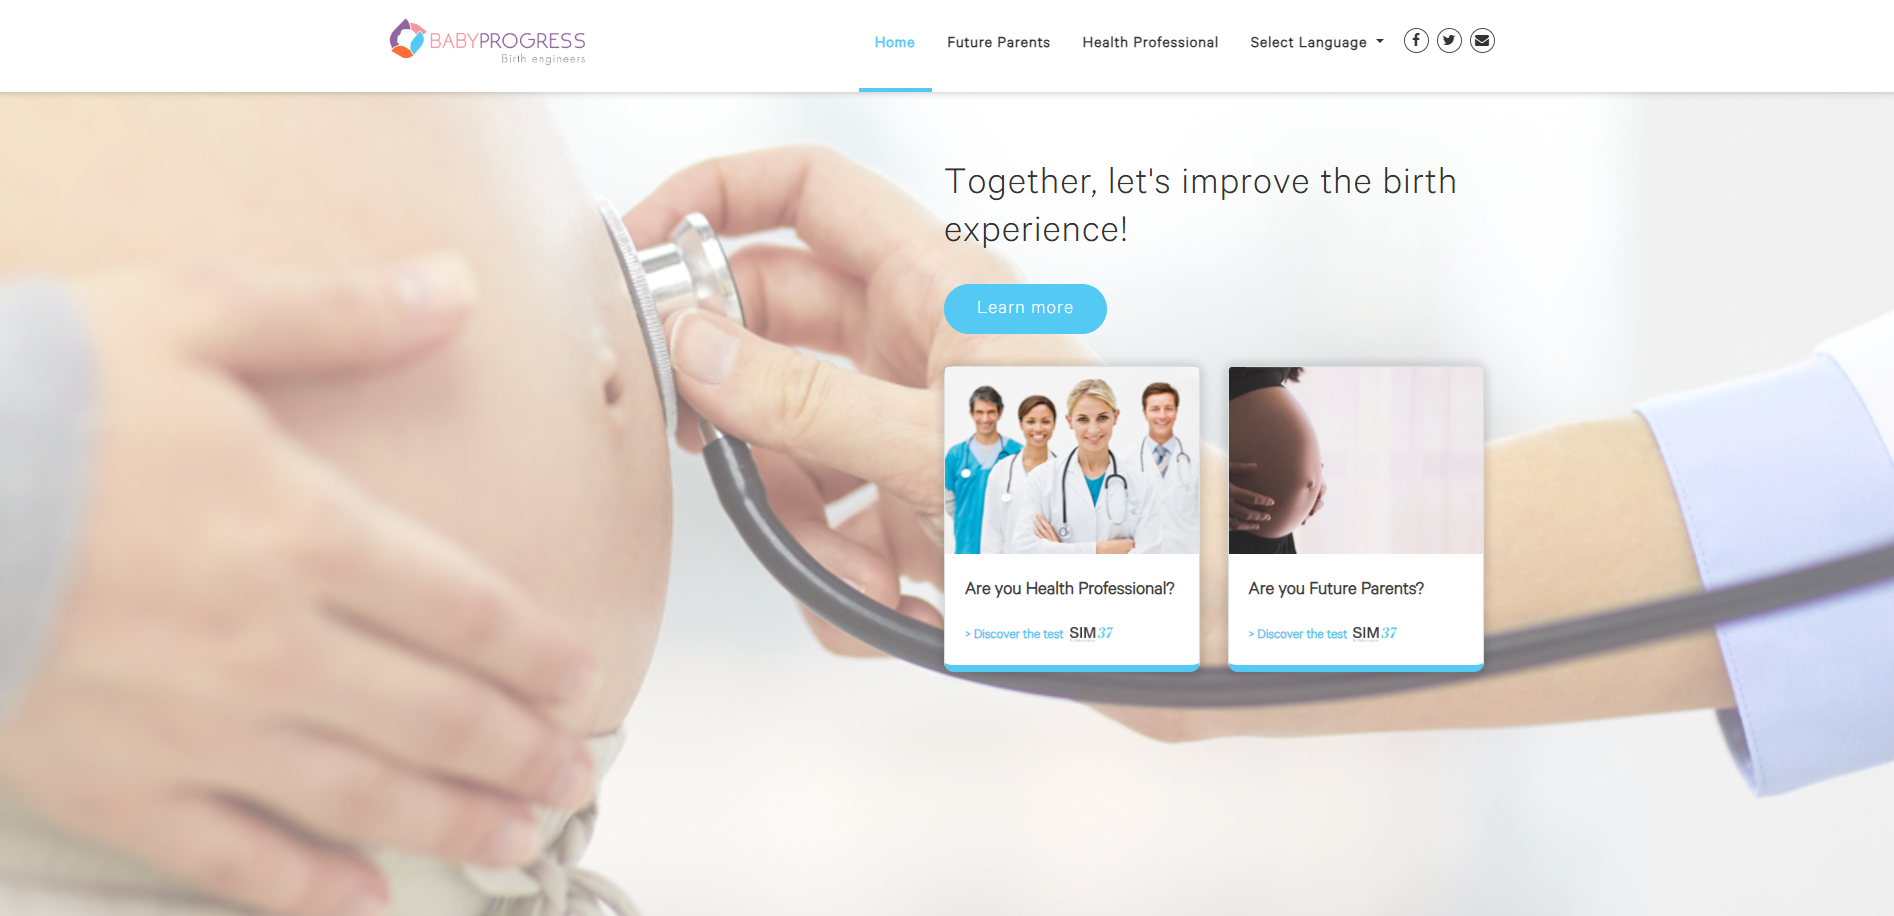 BABYPROGRESS
Birth engineers
Home
Future Parents
Health Professional
Select Language
Together, let's improve the birth
experience!
Learn more
Are you Health Professional?
> Discover the test SIM37
Are you Future Parents?
> Discover the test SIM37